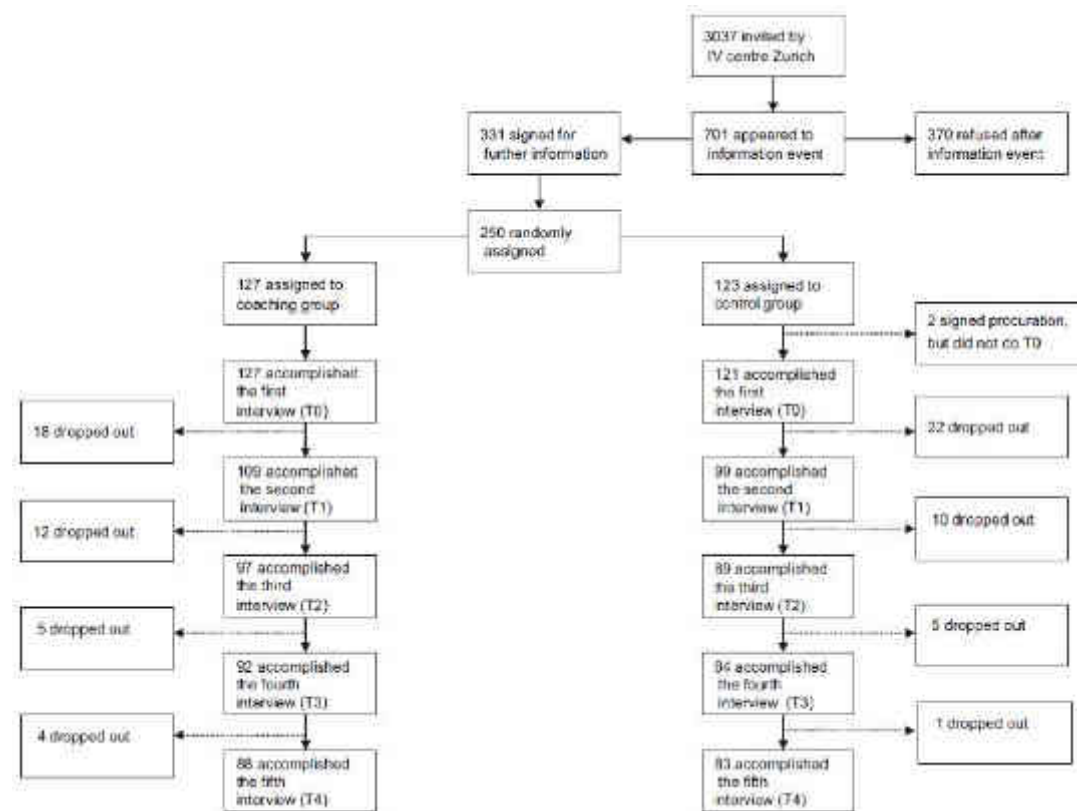 3037 invited by
IV centre Zurich
331 signed for
further information
701 appeared to
information event
370 refused after
information event
250 randomly
assigned
127 assigned to
coaching group
123 assigned to
control group
2 signed procuration,
but did not do T0
127 accomplished
the first
interview (T0)
121 accomplished
the first
interview (T0)
18 dropped out
22 dropped out
109 accomplished
the second
interview (T1)
99 accomplished
the second
interview (T1)
12 dropped out
10 dropped out
97 accomplished
the third
interview (T2)
89 accomplished
the third
interview (T2)
5 dropped out
5 dropped out
92 accomplished
the fourth
interview (T3)
84 accomplished
the fourth
interview (T3)
4 dropped out
1 dropped out
88 accomplished
the fifth
interview (T4)
83 accomplished
the fifth
interview (T4)